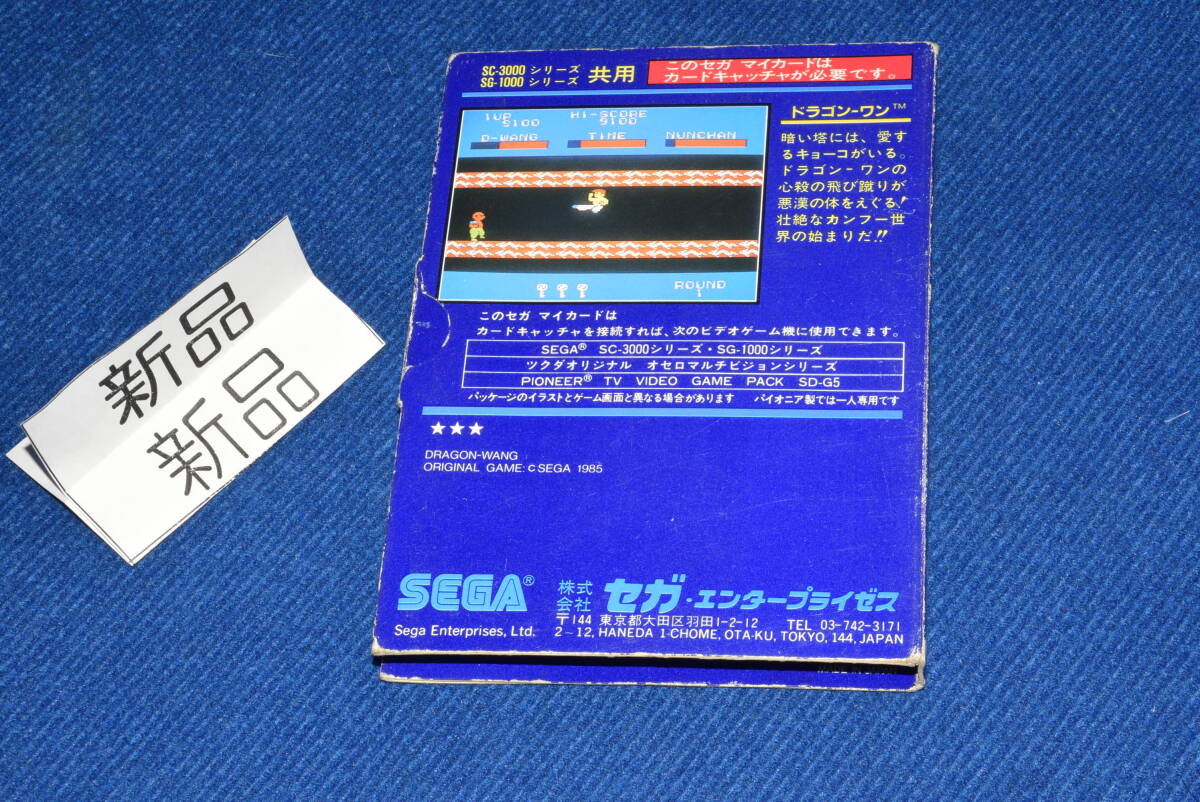 SC-3000 シリーズ
SG-1000 シリーズ 共用
このセガ マイカードは
カードキャッチャが必要です。
1UP
5100
HI-SCORE
9100
D-WANG TIME NUNCHAN
ROUND
1
ドラゴン-ワン™
暗い塔には、愛す
るキョーコがいる。
ドラゴン-ワンの
心殺の飛び蹴りが
悪漢の体をえぐる!
壮絶なカンフー世
界の始まりだ!!
このセガ マイカードは
カードキャッチャを接続すれば、次のビデオゲーム機に使用できます。
SEGA® SC-3000シリーズ・SG-1000シリーズ
ツクダオリジナル オセロマルチビジョンシリーズ
PIONEER® TV VIDEO GAME PACK SD-G5
パッケージのイラストとゲーム画面と異なる場合があります パイオニア製では一人専用です
★★★
DRAGON-WANG
ORIGINAL GAME: c SEGA 1985
SEGA®
Sega Enterprises, Ltd.
株式会社 セガ・エンタープライゼス
〒144 東京都大田区羽田1-2-12 TEL 03-742-3171
2~12, HANEDA 1-CHOME, OTA-KU, TOKYO, 144, JAPAN
新品
新品